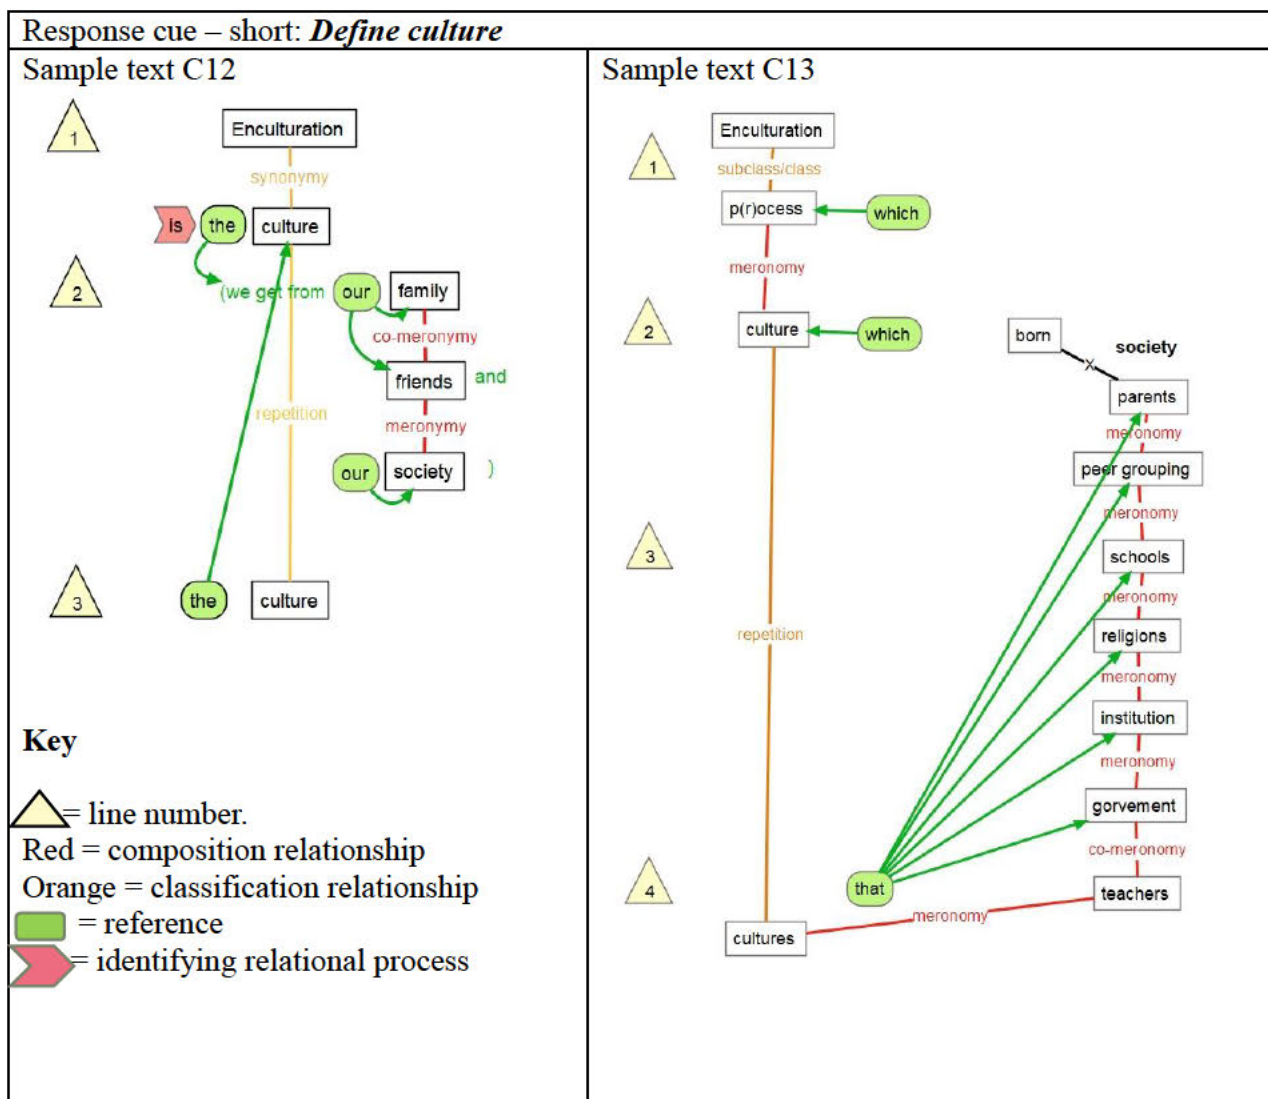 Response cue – short: Define culture
Sample text C12
1
Enculturation
synonymy
is the culture
2
(we get from our family
co-meronymy
friends and
meronymy
repetition
our society )
3
the culture
Key
= line number.
Red = composition relationship
Orange = classification relationship
= reference
= identifying relational process
Sample text C13
Enculturation
1
subclass/class
p(r)ocess which
meronomy
2
culture which
born
society
x
parents
meronomy
peer grouping
meronomy
3
schools
meronomy
religions
repetition
meronomy
institution
meronomy
gorvement
co-meronomy
4
that
teachers
meronomy
cultures